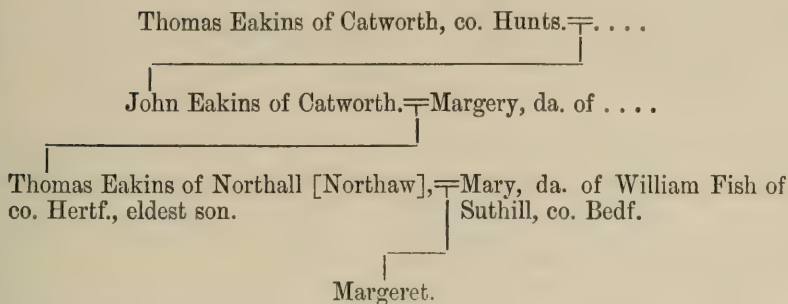 Thomas Eakins of Catworth, co. Hunts.=. . . .
John Eakins of Catworth.=Margery, da. of . . . .
Thomas Eakins of Northall [Northaw],=Mary, da. of William Fish of
co. Hertf., eldest son. Suthill, co. Bedf.
Margeret.